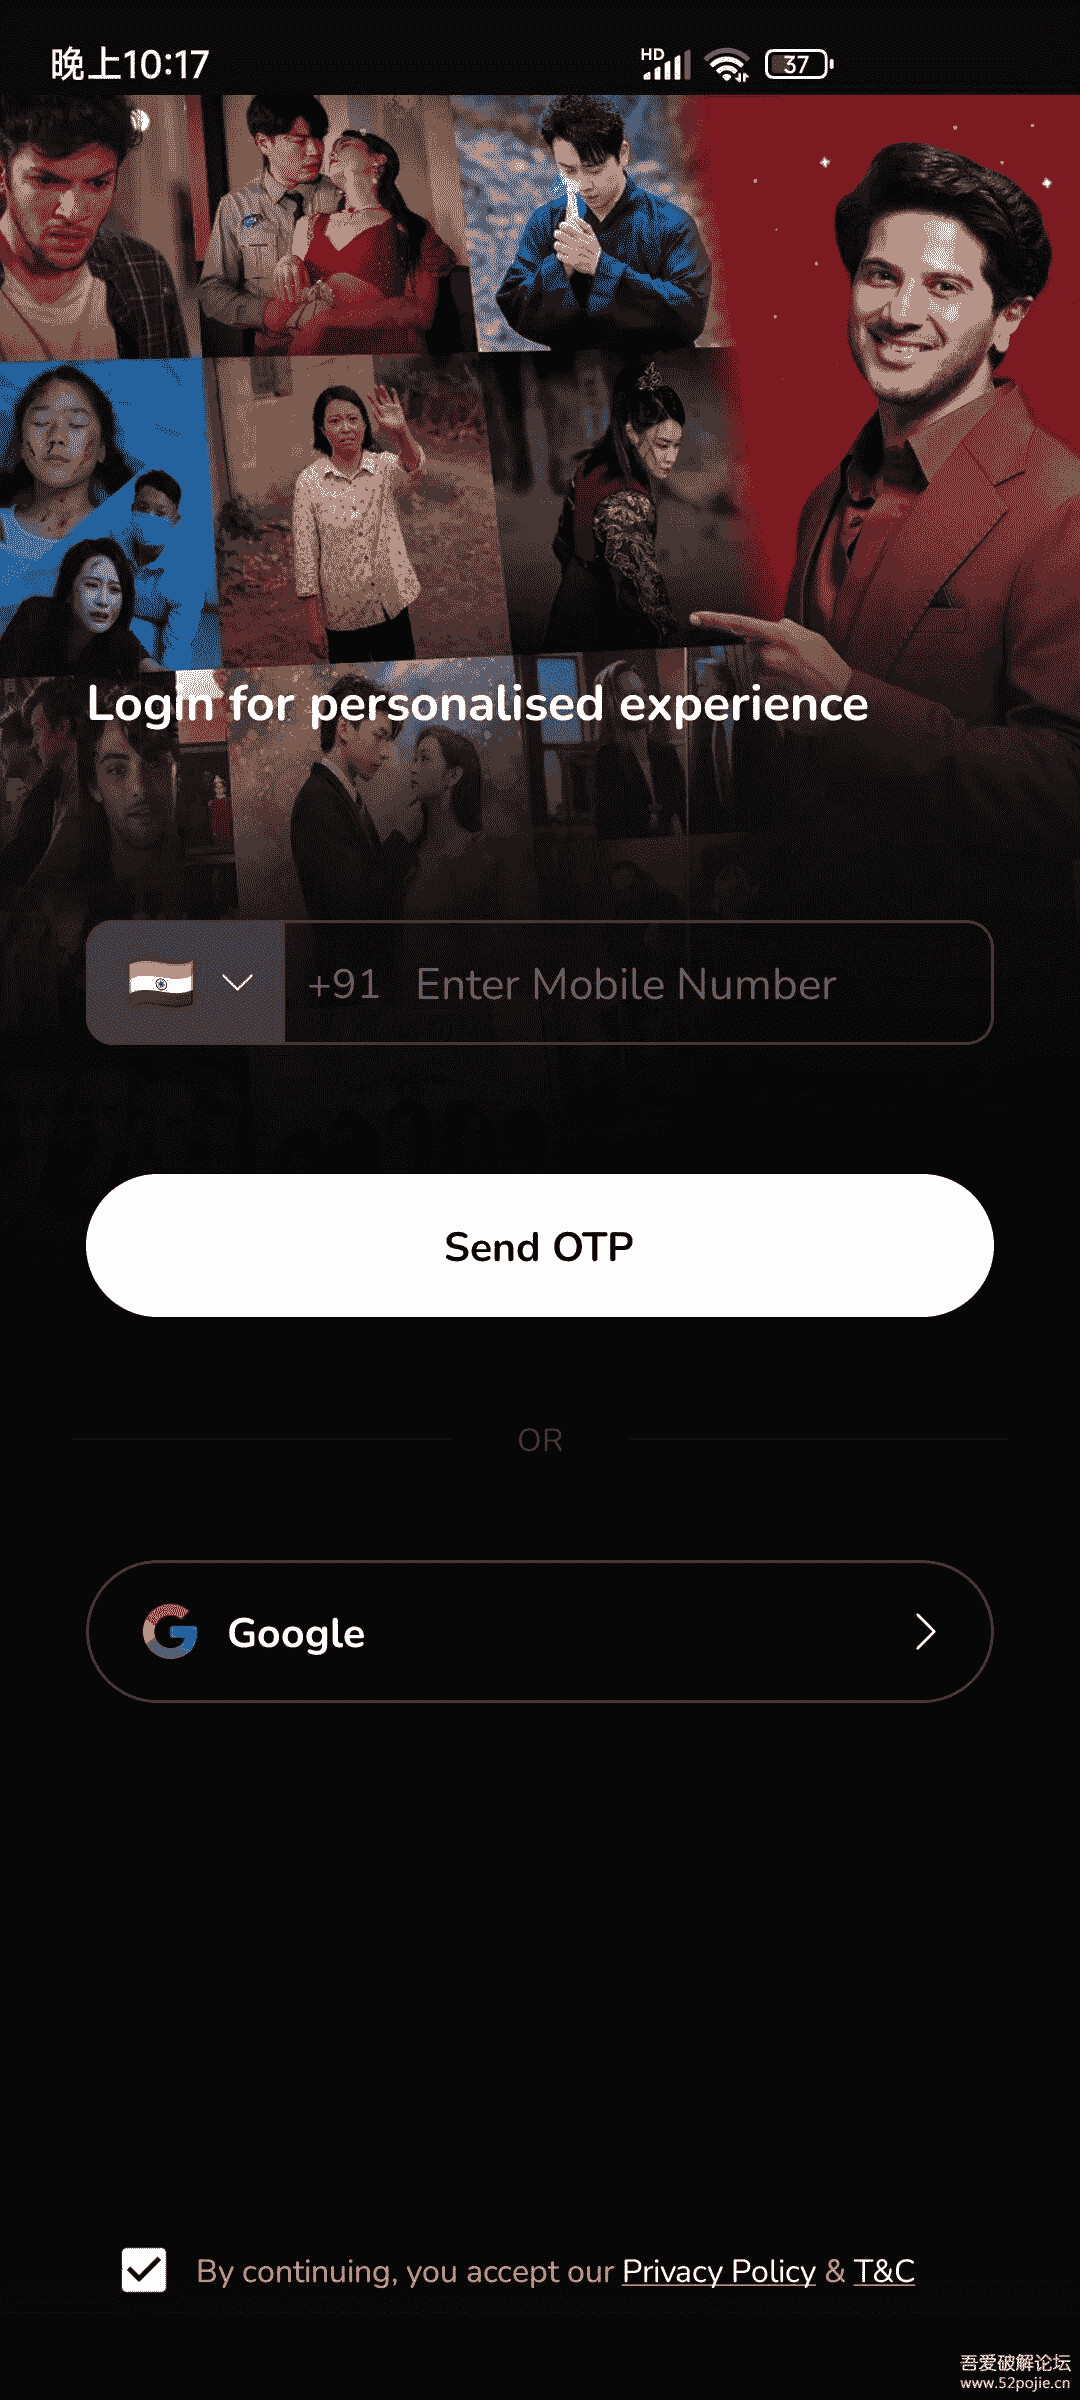 晚上10:17
HD
37
Login for personalised experience
+91 Enter Mobile Number
Send OTP
OR
Google
By continuing, you accept our Privacy Policy & T&C
吾爱破解论坛
www.52pojie.cn